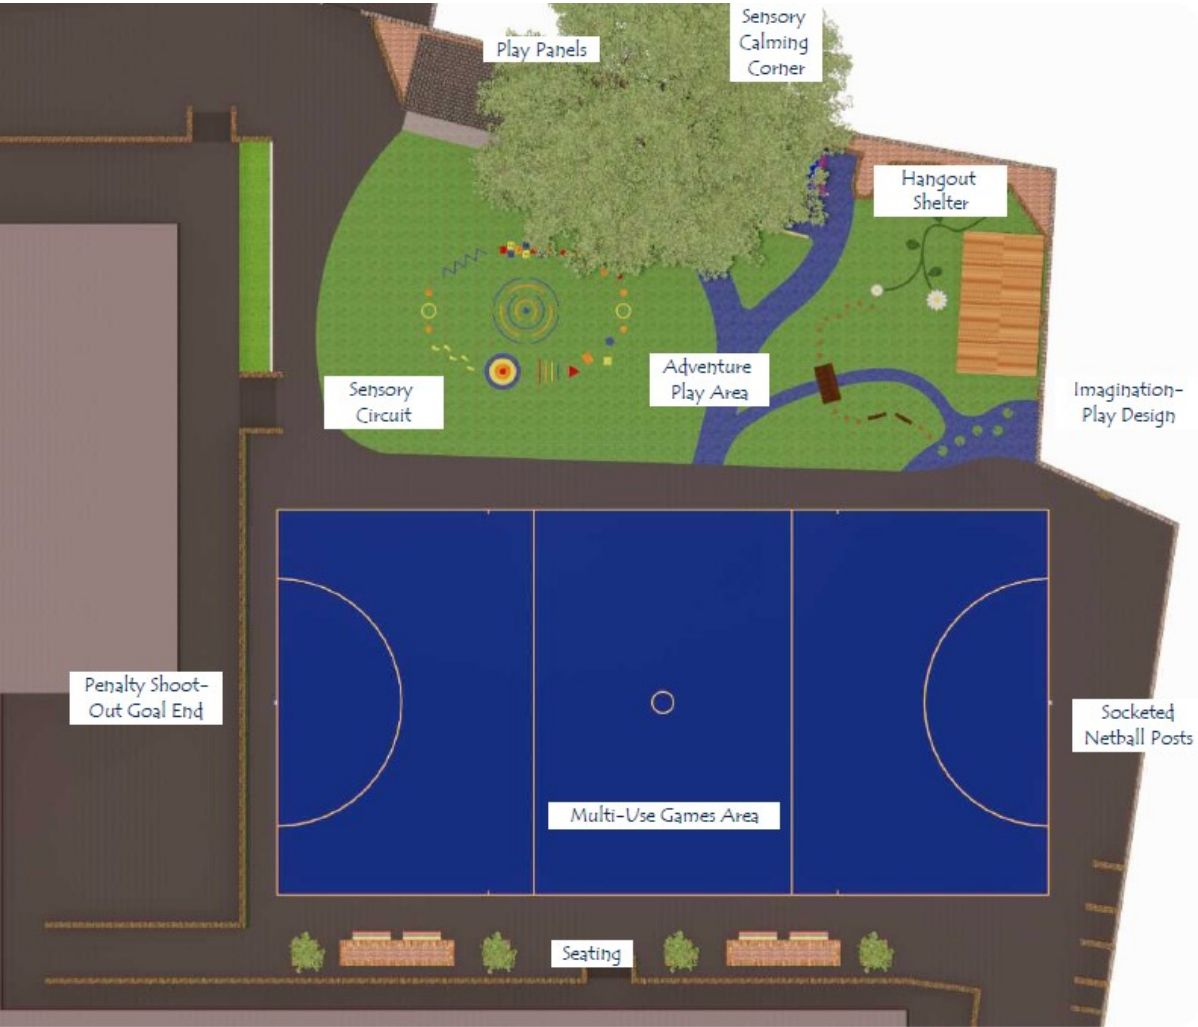 Play Panels
Sensory
Calming
Corner
Hangout
Shelter
Adventure
Play Area
Sensory
Circuit
Imagination-
Play Design
Penalty Shoot-
Out Goal End
Socketed
Netball Posts
Multi-Use Games Area
Seating